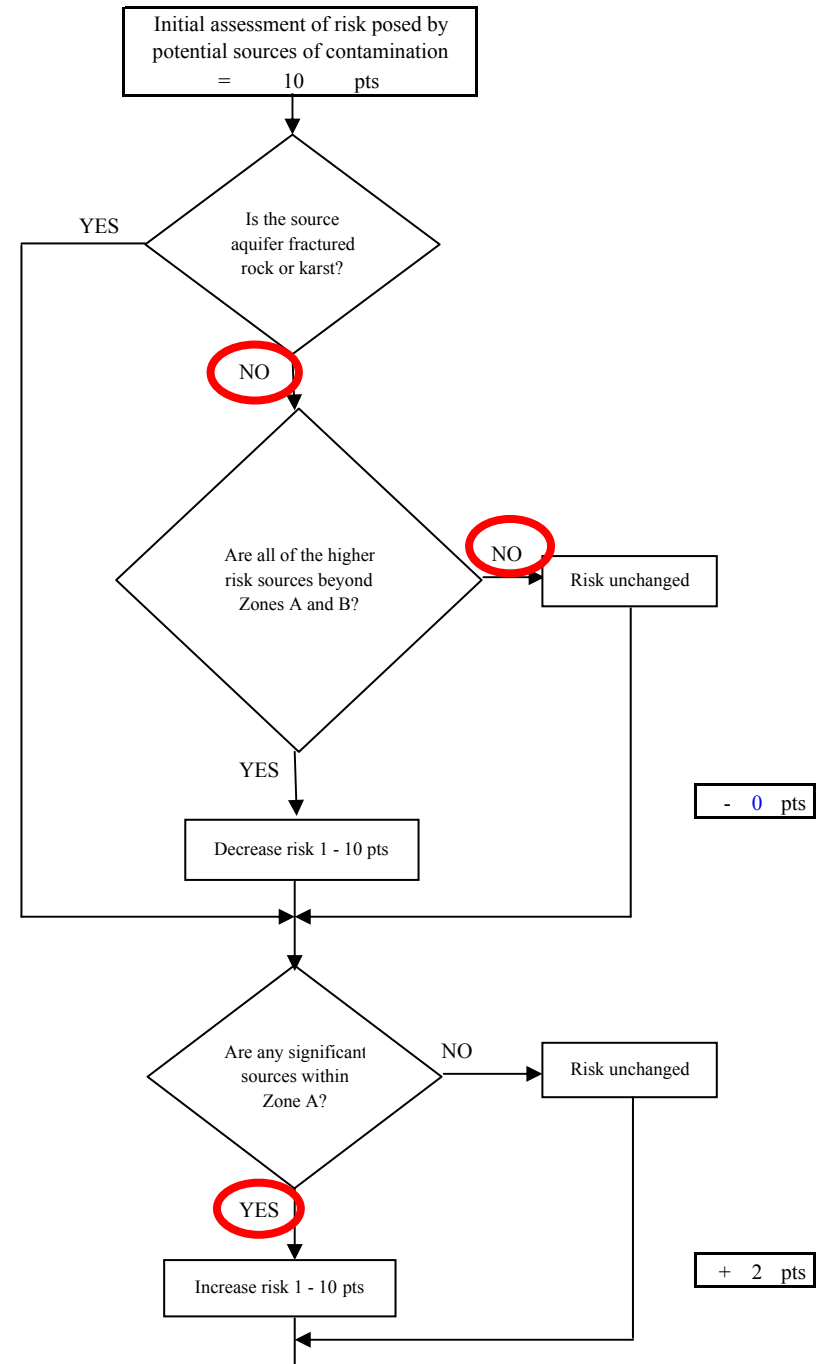 Initial assessment of risk posed by
potential sources of contamination
= 10 pts
YES
Is the source
aquifer fractured
rock or karst?
NO
Are all of the higher
risk sources beyond
Zones A and B?
NO
Risk unchanged
YES
- 0 pts
Decrease risk 1 - 10 pts
Are any significant
sources within
Zone A?
NO
Risk unchanged
YES
+ 2 pts
Increase risk 1 - 10 pts